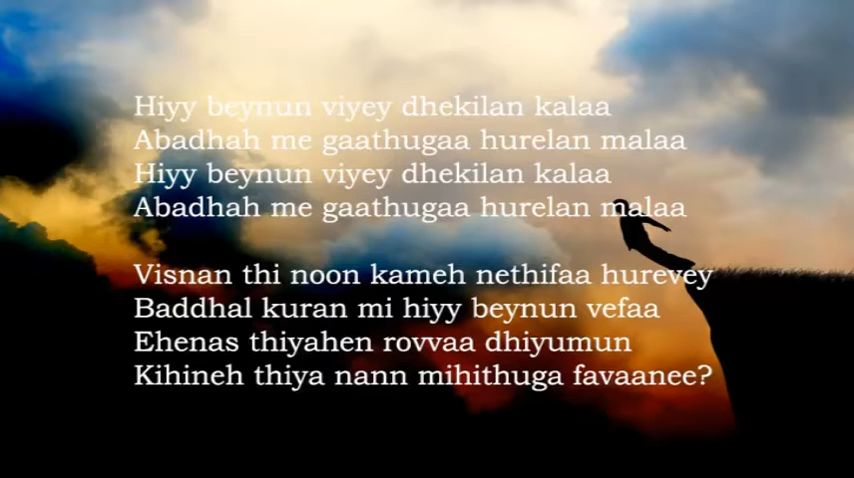 Hiyy beynun viyey dhekilan kalaa
Abadhah me gaathugaa hurelan malaa
Hiyy beynun viyey dhekilan kalaa
Abadhah me gaathugaa hurelan malaa
Visnan thi noon kameh nethifaa hurevey
Baddhal kuran mi hiyy beynun vefaa
Ehenas thiyahen rovvaa dhiyumun
Kihineh thiya nann mihithuga favaanee?